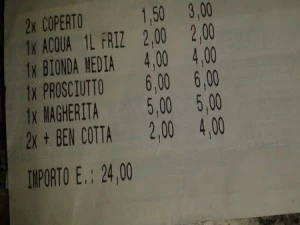 2x COPERTO 1,50 3,00
1x ACQUA 1L FRIZ 2,00 2,00
1x BIONDA MEDIA 4,00 4,00
1x PROSCIUTTO 6,00 6,00
1x MAGHERITA 5,00 5,00
2x + BEN COTTA 2,00 4,00
IMPORTO E.: 24,00